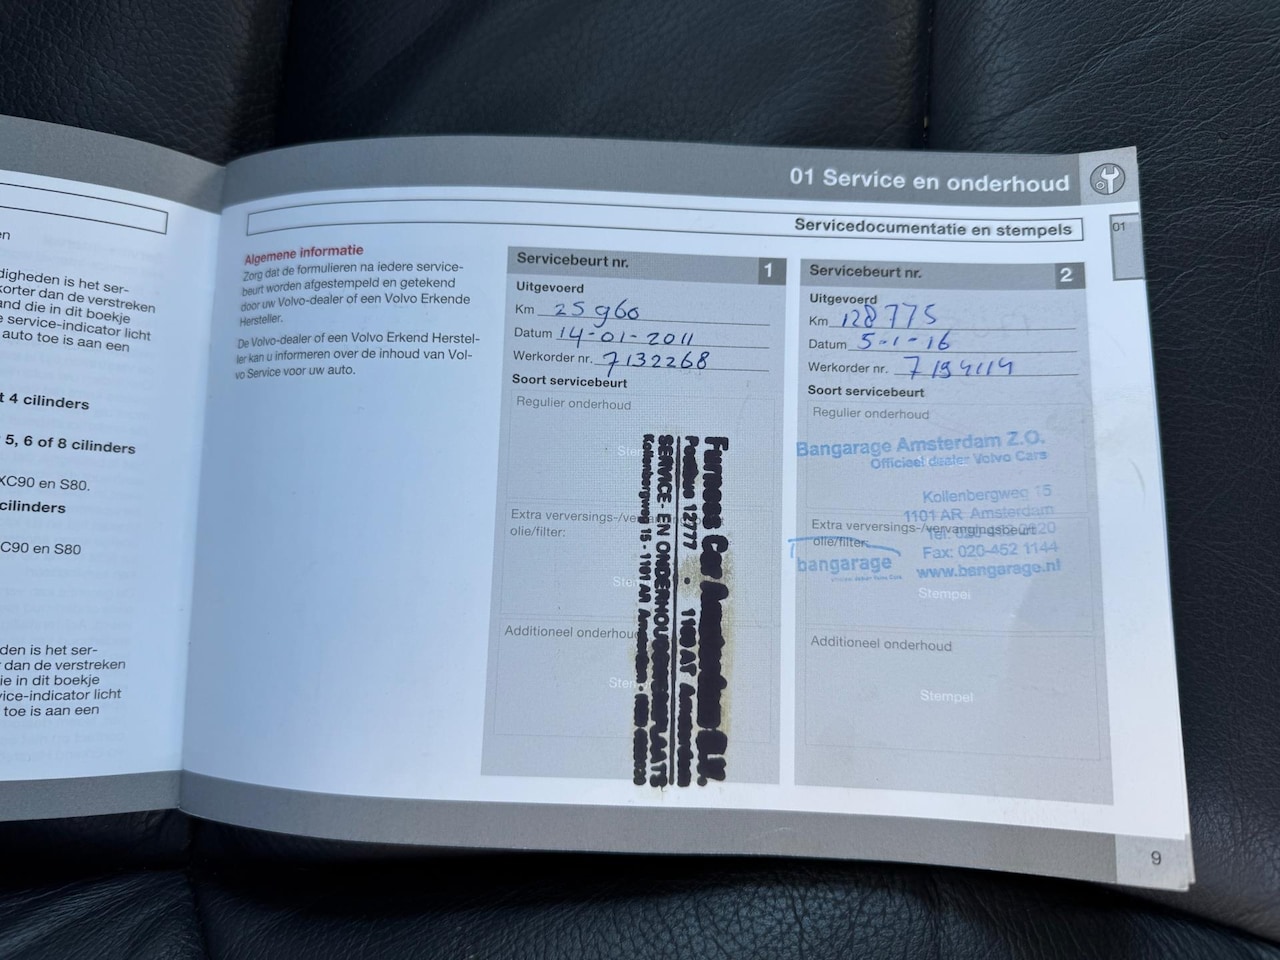 en
digheden is het ser-
korter dan de verstreken
and die in dit boekje
service-indicator licht
auto toe is aan een
t 4 cilinders
5, 6 of 8 cilinders
XC90 en S80.
cilinders
C90 en S80
den is het ser-
dan de verstreken
ie in dit boekje
vice-indicator licht
toe is aan een
01 Service en onderhoud
Servicedocumentatie en stempels
01
Algemene informatie
Zorg dat de formulieren na iedere service-
beurt worden afgestempeld en getekend
door uw Volvo-dealer of een Volvo Erkende
Hersteller.
De Volvo-dealer of een Volvo Erkend Herstel-
ler kan u informeren over de inhoud van Vol-
vo Service voor uw auto.
Servicebeurt nr. 1
Uitgevoerd
Km 25960
Datum 14-01-2011
Werkorder nr. 7132268
Soort servicebeurt
Regulier onderhoud
Extra verversings-/vervangingsbeurt
olie/filter:
Additioneel onderhoud
Car Amsterdam B.V.
Postbus 12777 • 1100 AT Amsterdam
SERVICE- EN ONDERHOUDSWERKPLAATS
Kollenbergweg 15 - 1101 AR Amsterdam
Servicebeurt nr. 2
Uitgevoerd
Km 128775
Datum 5-1-16
Werkorder nr.
Soort servicebeurt
Regulier onderhoud
Bangarage Amsterdam Z.O.
Officieel dealer Volvo Cars
Kollenbergweg 15
1101 AR Amsterdam
Extra verversings-/vervangingsbeurt
olie/filter:
Fax: 020-452 1144
bangarage
www.bangarage.nl
Stempel
Additioneel onderhoud
Stempel
9